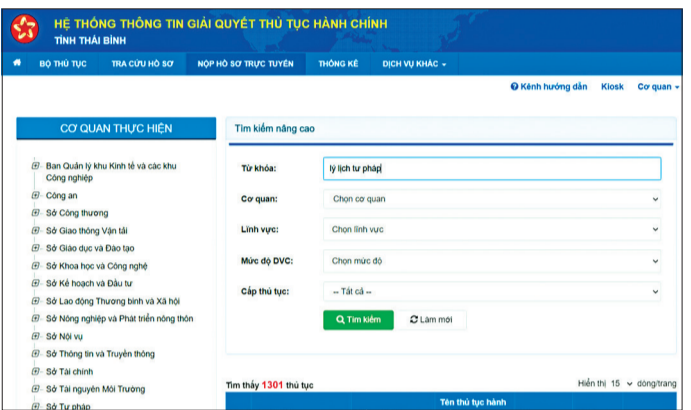 HỆ THỐNG THÔNG TIN GIẢI QUYẾT THỦ TỤC HÀNH CHÍNH
TỈNH THÁI BÌNH
BỘ THỦ TỤC TRA CỨU HỒ SƠ NỘP HỒ SƠ TRỰC TUYẾN THỐNG KÊ DỊCH VỤ KHÁC
Kênh hướng dẫn Kiosk Cơ quan
CƠ QUAN THỰC HIỆN
Ban Quản lý khu Kinh tế và các khu
Công nghiệp
Công an
Sở Công thương
Sở Giao thông Vận tải
Sở Giáo dục và Đào tạo
Sở Khoa học và Công nghệ
Sở Kế hoạch và Đầu tư
Sở Lao động Thương binh và Xã hội
Sở Nông nghiệp và Phát triển nông thôn
Sở Nội vụ
Sở Thông tin và Truyền thông
Sở Tài chính
Sở Tài nguyên Môi Trường
Sở Tư pháp
Tìm kiếm nâng cao
Từ khóa: lý lịch tư pháp
Cơ quan: Chọn cơ quan
Lĩnh vực: Chọn lĩnh vực
Mức độ DVC: Chọn mức độ
Cấp thủ tục: -- Tất cả --
Tìm kiếm Làm mới
Tìm thấy 1301 thủ tục Hiển thị 15 dòng/trang
Tên thủ tục hành